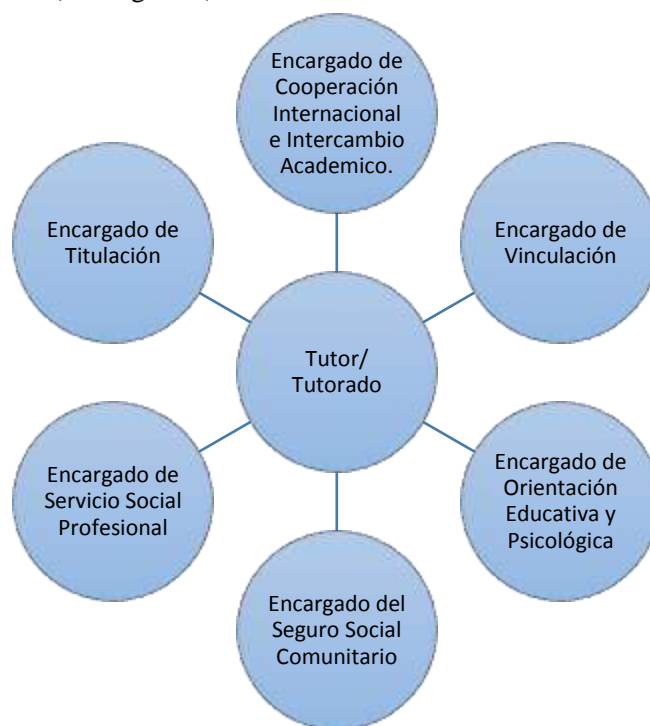 Encargado de
Cooperación
Internacional
e Intercambio
Academico.
Encargado de
Titulación
Encargado de
Vinculación
Tutor/
Tutorado
Encargado de
Servicio Social
Profesional
Encargado de
Orientación
Educativa y
Psicológica
Encargado del
Seguro Social
Comunitario